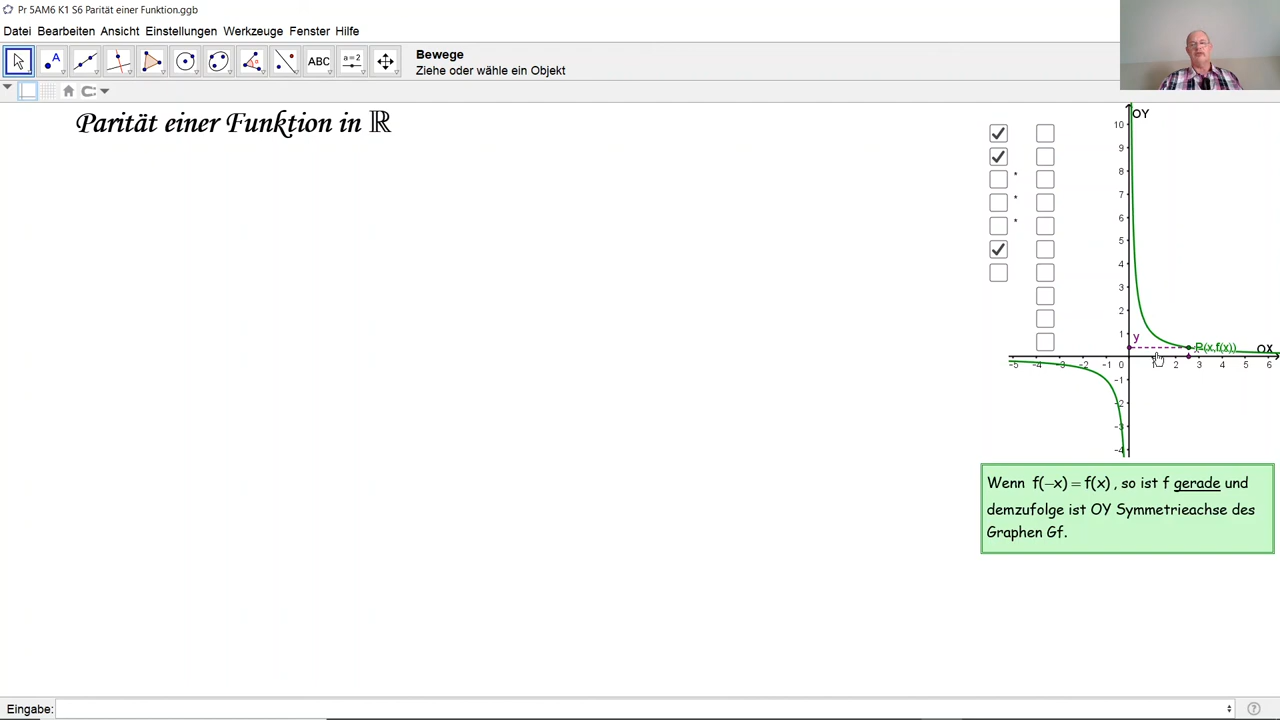 Pr 5AM6 K1 S6 Parität einer Funktion.ggb
Datei Bearbeiten Ansicht Einstellungen Werkzeuge Fenster Hilfe
A ABC a=2
Bewege
Ziehe oder wähle ein Objekt
Parität einer Funktion in ℝ
OY
10
9
8
*
7
*
6
*
5
4
3
2
1
y
P(x,f(x))
OX
-5 -4 -3 -2 -1 0 1 2 3 4 5 6
-1
-2
-3
-4
Wenn f(-x) = f(x), so ist f gerade und
demzufolge ist OY Symmetrieachse des
Graphen Gf.
Eingabe:
?